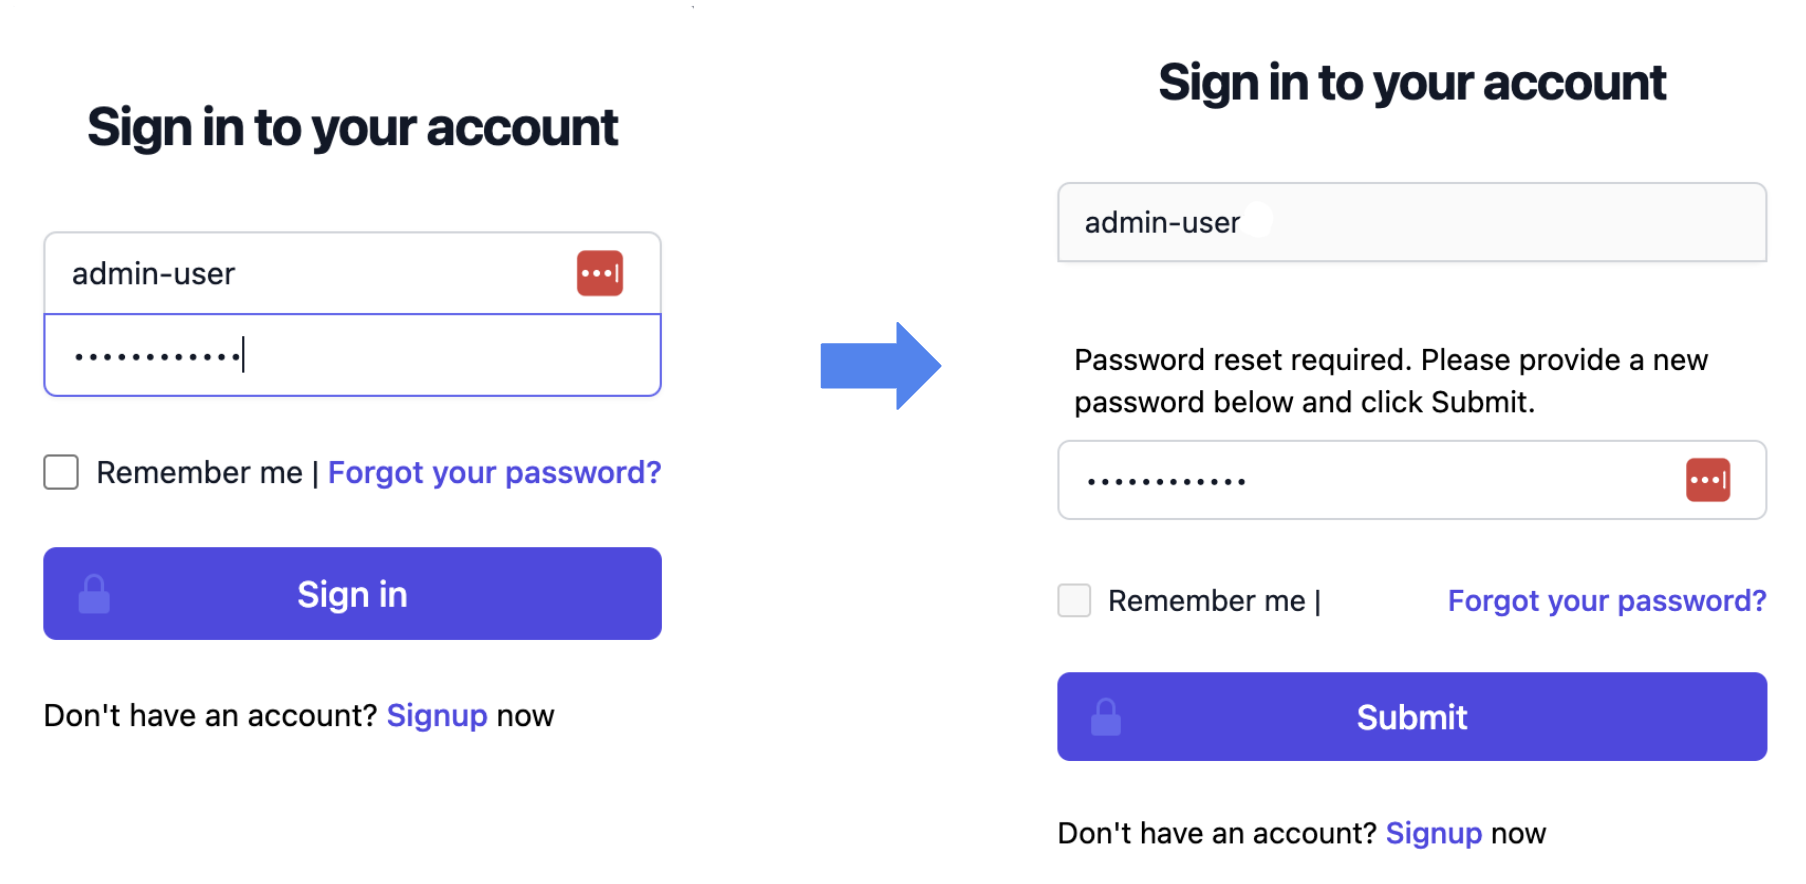 Sign in to your account
admin-user
••••••••••••
Remember me | Forgot your password?
Sign in
Don't have an account? Signup now
Sign in to your account
admin-user
Password reset required. Please provide a new
password below and click Submit.
••••••••••••
Remember me | Forgot your password?
Submit
Don't have an account? Signup now